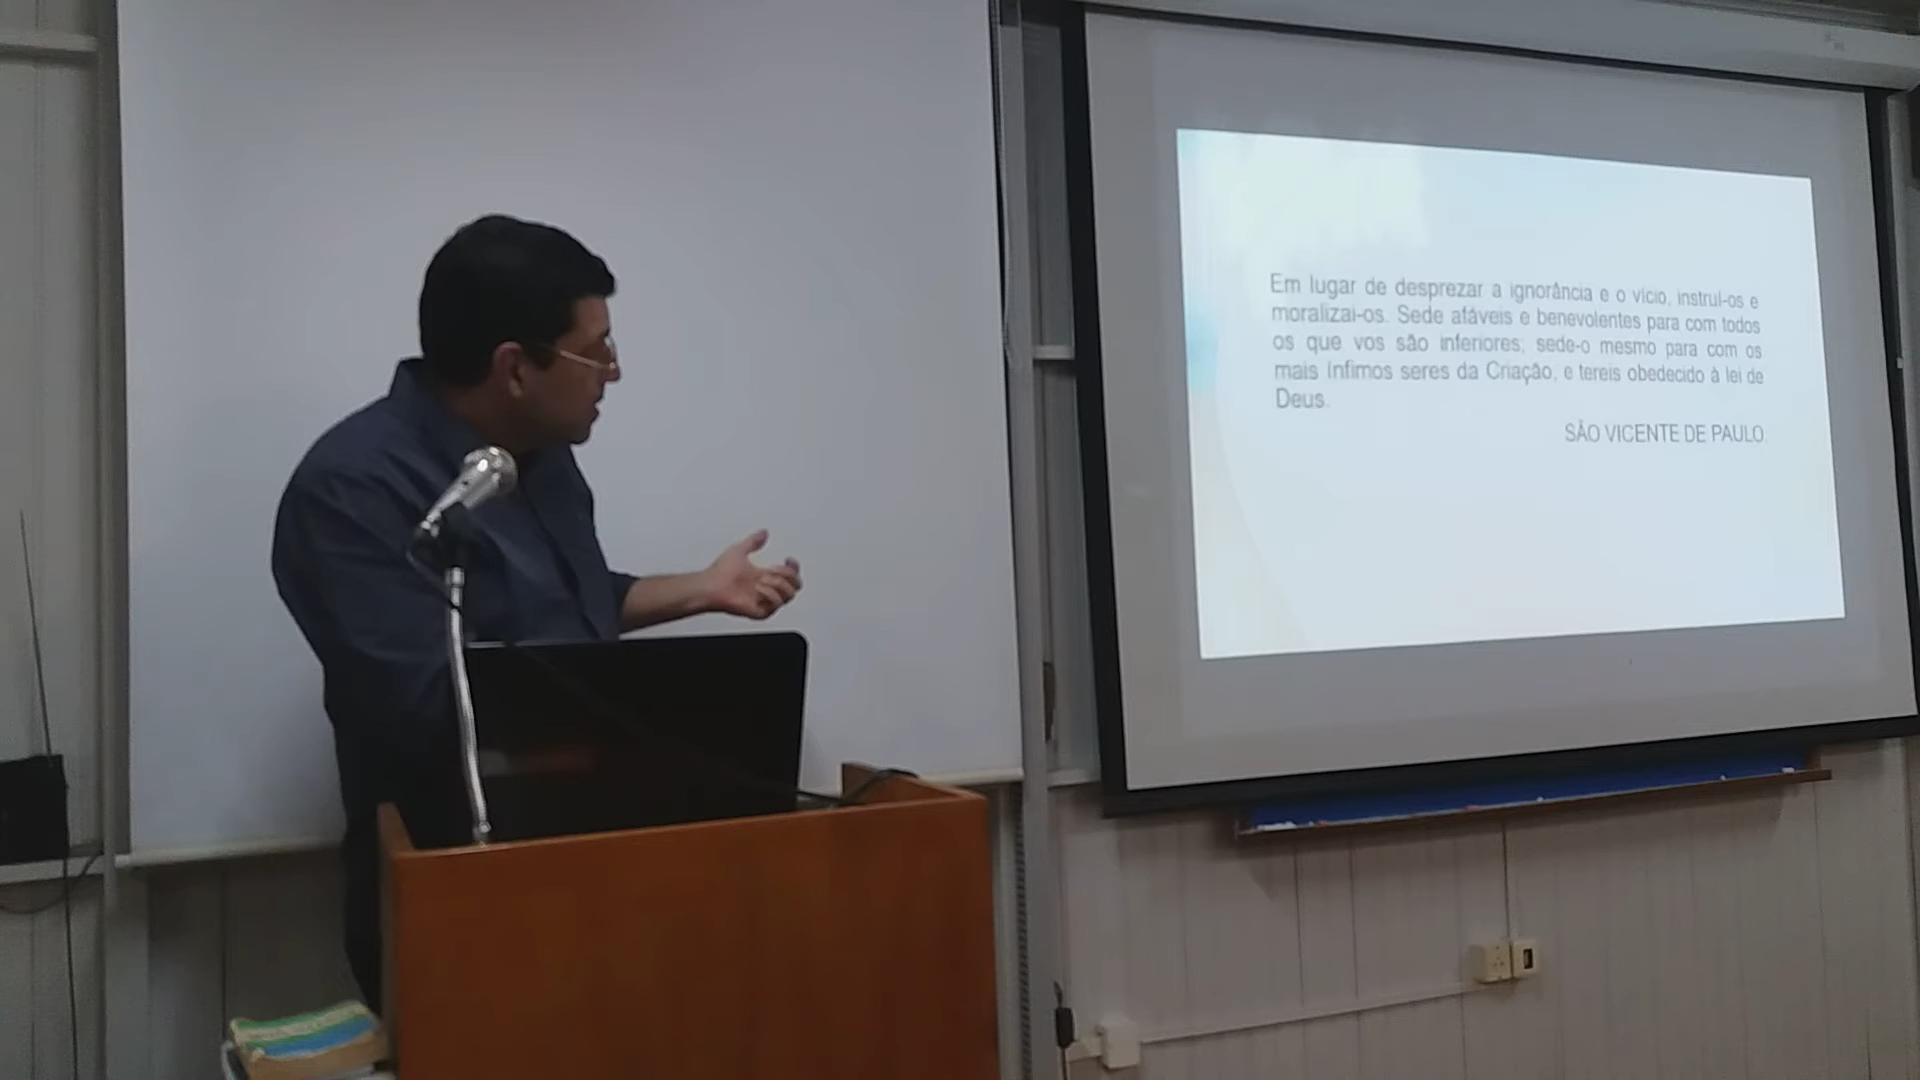 Em lugar de desprezar a ignorância e o vício, instruí-os e
moralizai-os. Sede afáveis e benevolentes para com todos
os que vos são inferiores; sede-o mesmo para com os
mais ínfimos seres da Criação, e tereis obedecido à lei de
Deus.
SÃO VICENTE DE PAULO.